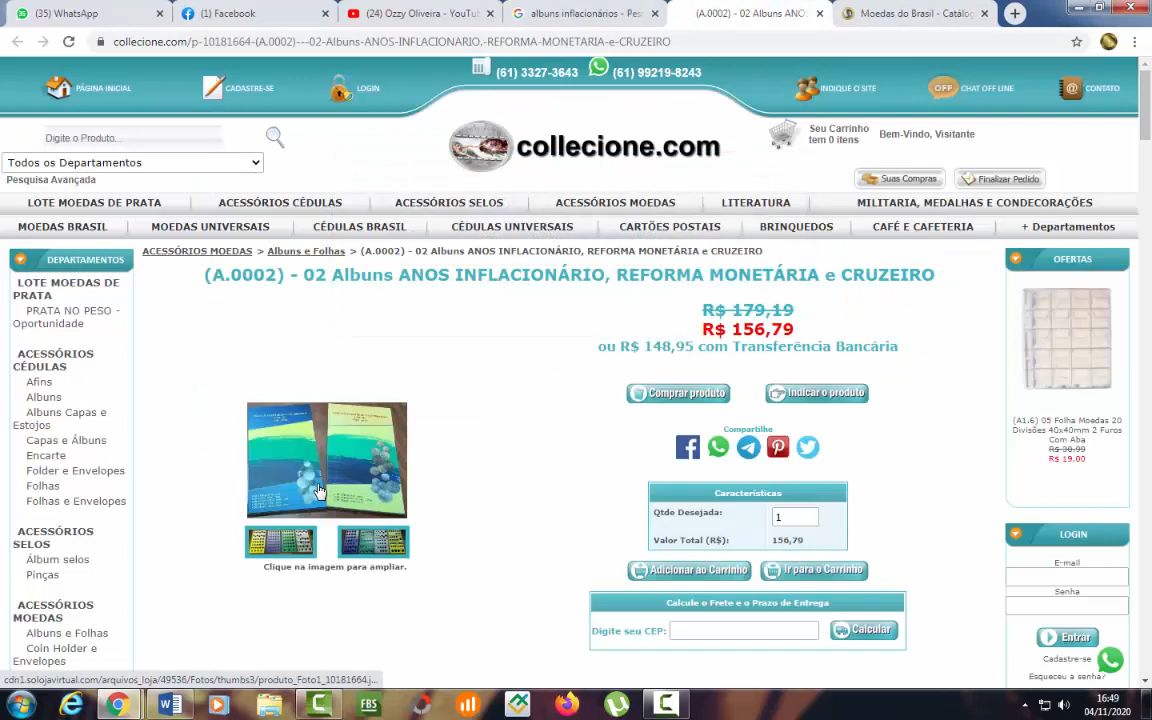 (35) WhatsApp
(1) Facebook
(24) Ozzy Oliveira - YouTu
albuns inflacionários - Pes
(A.0002) - 02 Albuns ANO
Moedas do Brasil - Catálog
collecione.com/p-10181664-(A.0002)---02-Albuns-ANOS-INFLACIONARIO,-REFORMA-MONETARIA-e-CRUZEIRO
PÁGINA INICIAL
CADASTRE-SE
LOGIN
(61) 3327-3643
(61) 99219-8243
INDIQUE O SITE
OFF
CHAT OFF LINE
CONTATO
Digite o Produto...
Todos os Departamentos
Pesquisa Avançada
collecione.com
Seu Carrinho
tem 0 itens
Bem-Vindo, Visitante
Suas Compras
Finalizar Pedido
LOTE MOEDAS DE PRATA
ACESSÓRIOS CÉDULAS
ACESSÓRIOS SELOS
ACESSÓRIOS MOEDAS
LITERATURA
MILITARIA, MEDALHAS E CONDECORAÇÕES
MOEDAS BRASIL
MOEDAS UNIVERSAIS
CÉDULAS BRASIL
CÉDULAS UNIVERSAIS
CARTÕES POSTAIS
BRINQUEDOS
CAFÉ E CAFETERIA
+ Departamentos
DEPARTAMENTOS
LOTE MOEDAS DE
PRATA
PRATA NO PESO -
Oportunidade
ACESSÓRIOS
CÉDULAS
Afins
Albuns
Albuns Capas e
Estojos
Capas e Álbuns
Encarte
Folder e Envelopes
Folhas
Folhas e Envelopes
ACESSÓRIOS
SELOS
Álbum selos
Pinças
ACESSÓRIOS
MOEDAS
Albuns e Folhas
Coin Holder e
Envelopes
ACESSÓRIOS MOEDAS > Albuns e Folhas > (A.0002) - 02 Albuns ANOS INFLACIONÁRIO, REFORMA MONETÁRIA e CRUZEIRO
(A.0002) - 02 Albuns ANOS INFLACIONÁRIO, REFORMA MONETÁRIA e CRUZEIRO
R$ 179,19
R$ 156,79
ou R$ 148,95 com Transferência Bancária
Comprar produto
Indicar o produto
Compartilhe
Características
Qtde Desejada:
1
Valor Total (R$):
156,79
Clique na imagem para ampliar.
Adicionar ao Carrinho
Ir para o Carrinho
Calcule o Frete e o Prazo de Entrega
Digite seu CEP:
Calcular
OFERTAS
(A1.6) 05 Folha Moedas 20
Divisões 40x40mm 2 Furos
Com Aba
R$ 30,99
R$ 19,00
LOGIN
E-mail
Senha
Entrar
Cadastre-se
Esqueceu a senha?
cdn1.solojavirtual.com/arquivos_loja/49536/Fotos/thumbs3/produto_Foto1_10181664.j...
FBS
16:49
04/11/2020